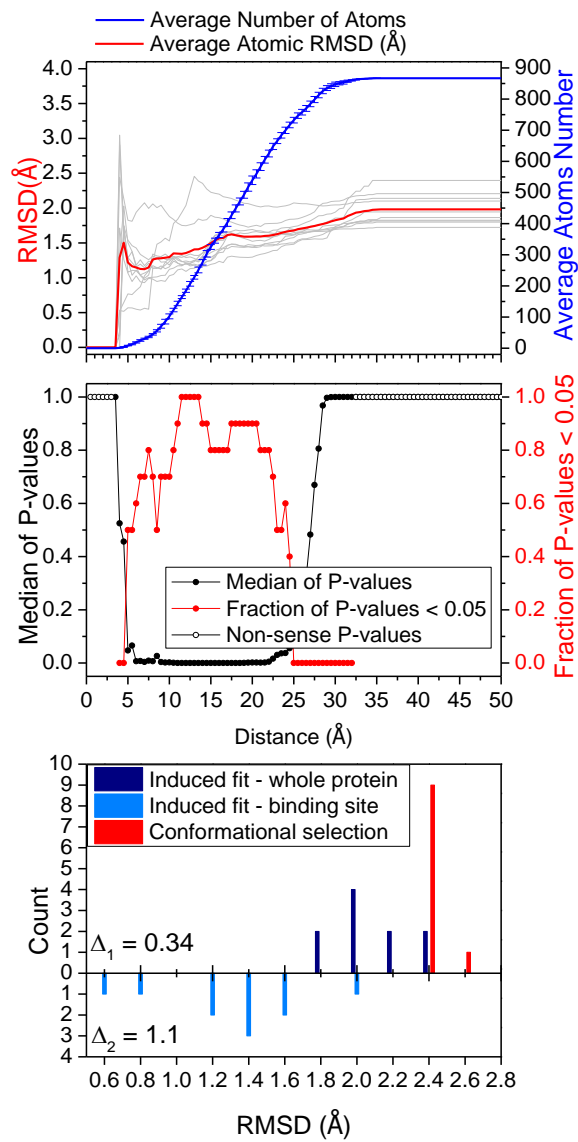 Average Number of Atoms
Average Atomic RMSD (Å)
4.0
3.5
3.0
2.5
2.0
1.5
1.0
0.5
0.0
RMSD(Å)
900
800
700
600
500
400
300
200
100
0
Average Atoms Number
1.0
0.8
0.6
0.4
0.2
0.0
Median of P-values
1.0
0.8
0.6
0.4
0.2
0.0
Fraction of P-values < 0.05
Median of P-values
Fraction of P-values < 0.05
Non-sense P-values
0 5 10 15 20 25 30 35 40 45 50
Distance (Å)
Induced fit - whole protein
Induced fit - binding site
Conformational selection
10
9
8
7
6
5
4
3
2
1
0
1
2
3
4
Count
Δ1 = 0.34
Δ2 = 1.1
0.6 0.8 1.0 1.2 1.4 1.6 1.8 2.0 2.2 2.4 2.6 2.8
RMSD (Å)